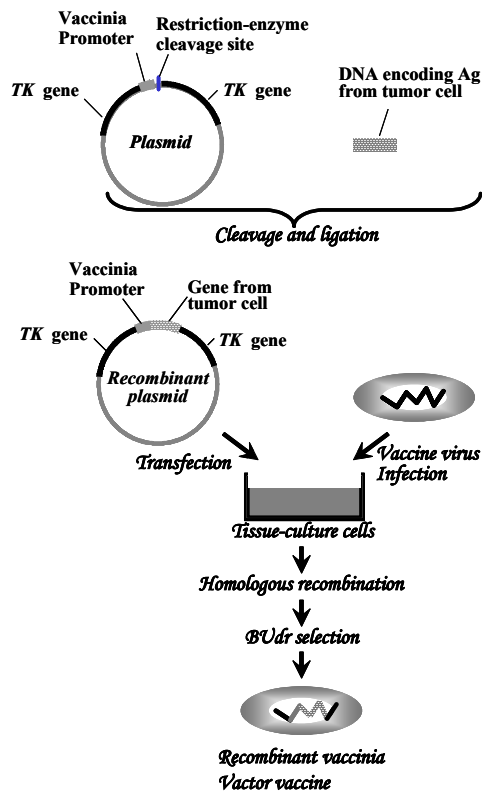 Vaccinia
Promoter
Restriction-enzyme
cleavage site
TK gene
TK gene
DNA encoding Ag
from tumor cell
Plasmid
Cleavage and ligation
Vaccinia
Promoter
Gene from
tumor cell
TK gene
TK gene
Recombinant
plasmid
Transfection
Vaccine virus
Infection
Tissue-culture cells
Homologous recombination
BUdr selection
Recombinant vaccinia
Vactor vaccine